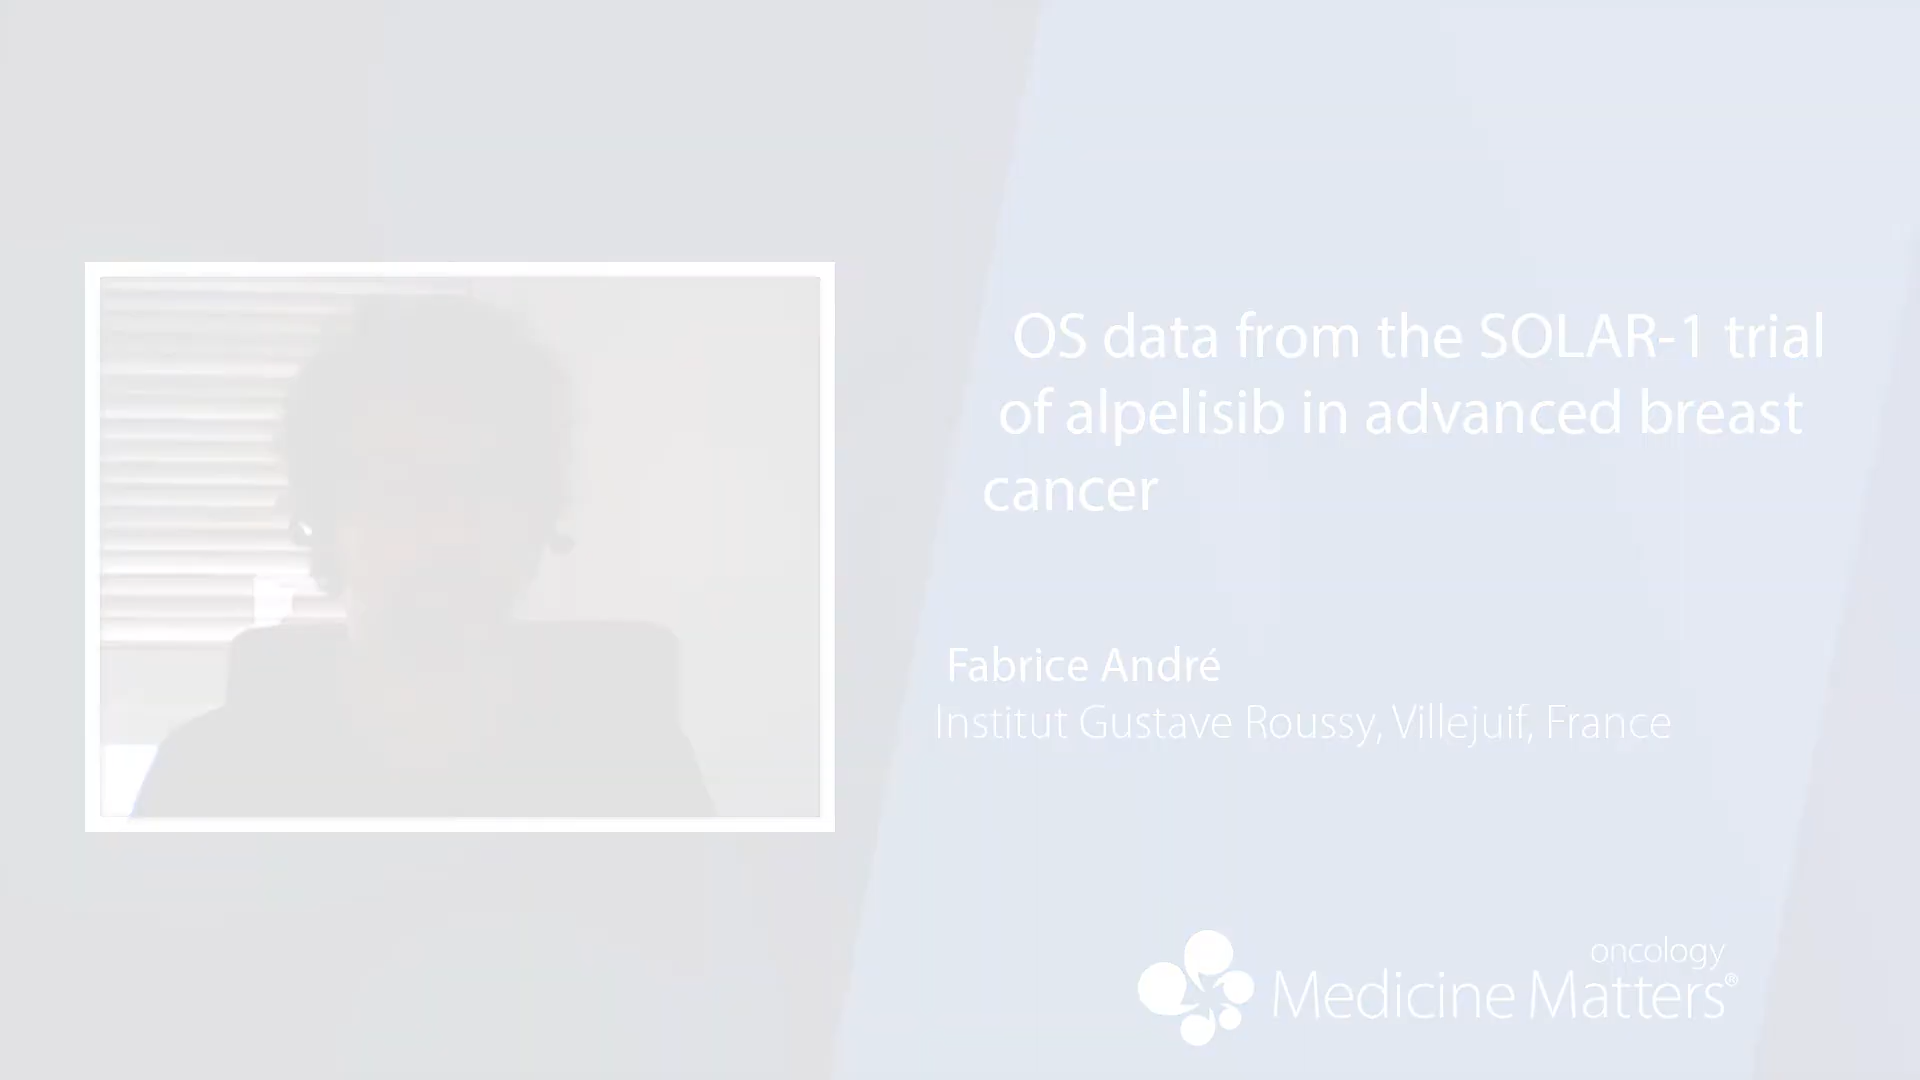 OS data from the SOLAR-1 trial
of alpelisib in advanced breast
cancer
Fabrice André
Institut Gustave Roussy, Villejuif, France
oncology
Medicine Matters®